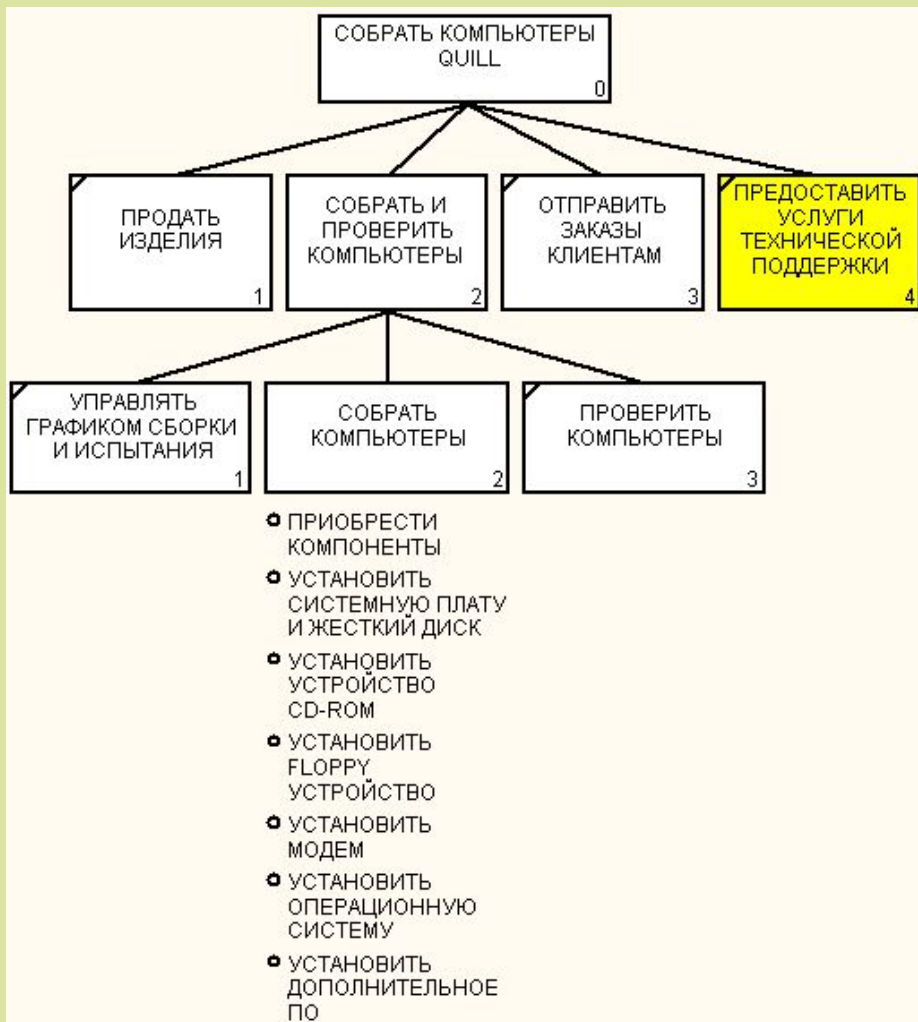 СОБРАТЬ КОМПЬЮТЕРЫ
QUILL
0
ПРОДАТЬ
ИЗДЕЛИЯ
1
СОБРАТЬ И
ПРОВЕРИТЬ
КОМПЬЮТЕРЫ
2
ОТПРАВИТЬ
ЗАКАЗЫ
КЛИЕНТАМ
3
ПРЕДОСТАВИТЬ
УСЛУГИ
ТЕХНИЧЕСКОЙ
ПОДДЕРЖКИ
4
УПРАВЛЯТЬ
ГРАФИКОМ СБОРКИ
И ИСПЫТАНИЯ
1
СОБРАТЬ
КОМПЬЮТЕРЫ
2
ПРОВЕРИТЬ
КОМПЬЮТЕРЫ
3
ПРИОБРЕСТИ
КОМПОНЕНТЫ
УСТАНОВИТЬ
СИСТЕМНУЮ ПЛАТУ
И ЖЕСТКИЙ ДИСК
УСТАНОВИТЬ
УСТРОЙСТВО
CD-ROM
УСТАНОВИТЬ
FLOPPY
УСТРОЙСТВО
УСТАНОВИТЬ
МОДЕМ
УСТАНОВИТЬ
ОПЕРАЦИОННУЮ
СИСТЕМУ
УСТАНОВИТЬ
ДОПОЛНИТЕЛЬНОЕ
ПО